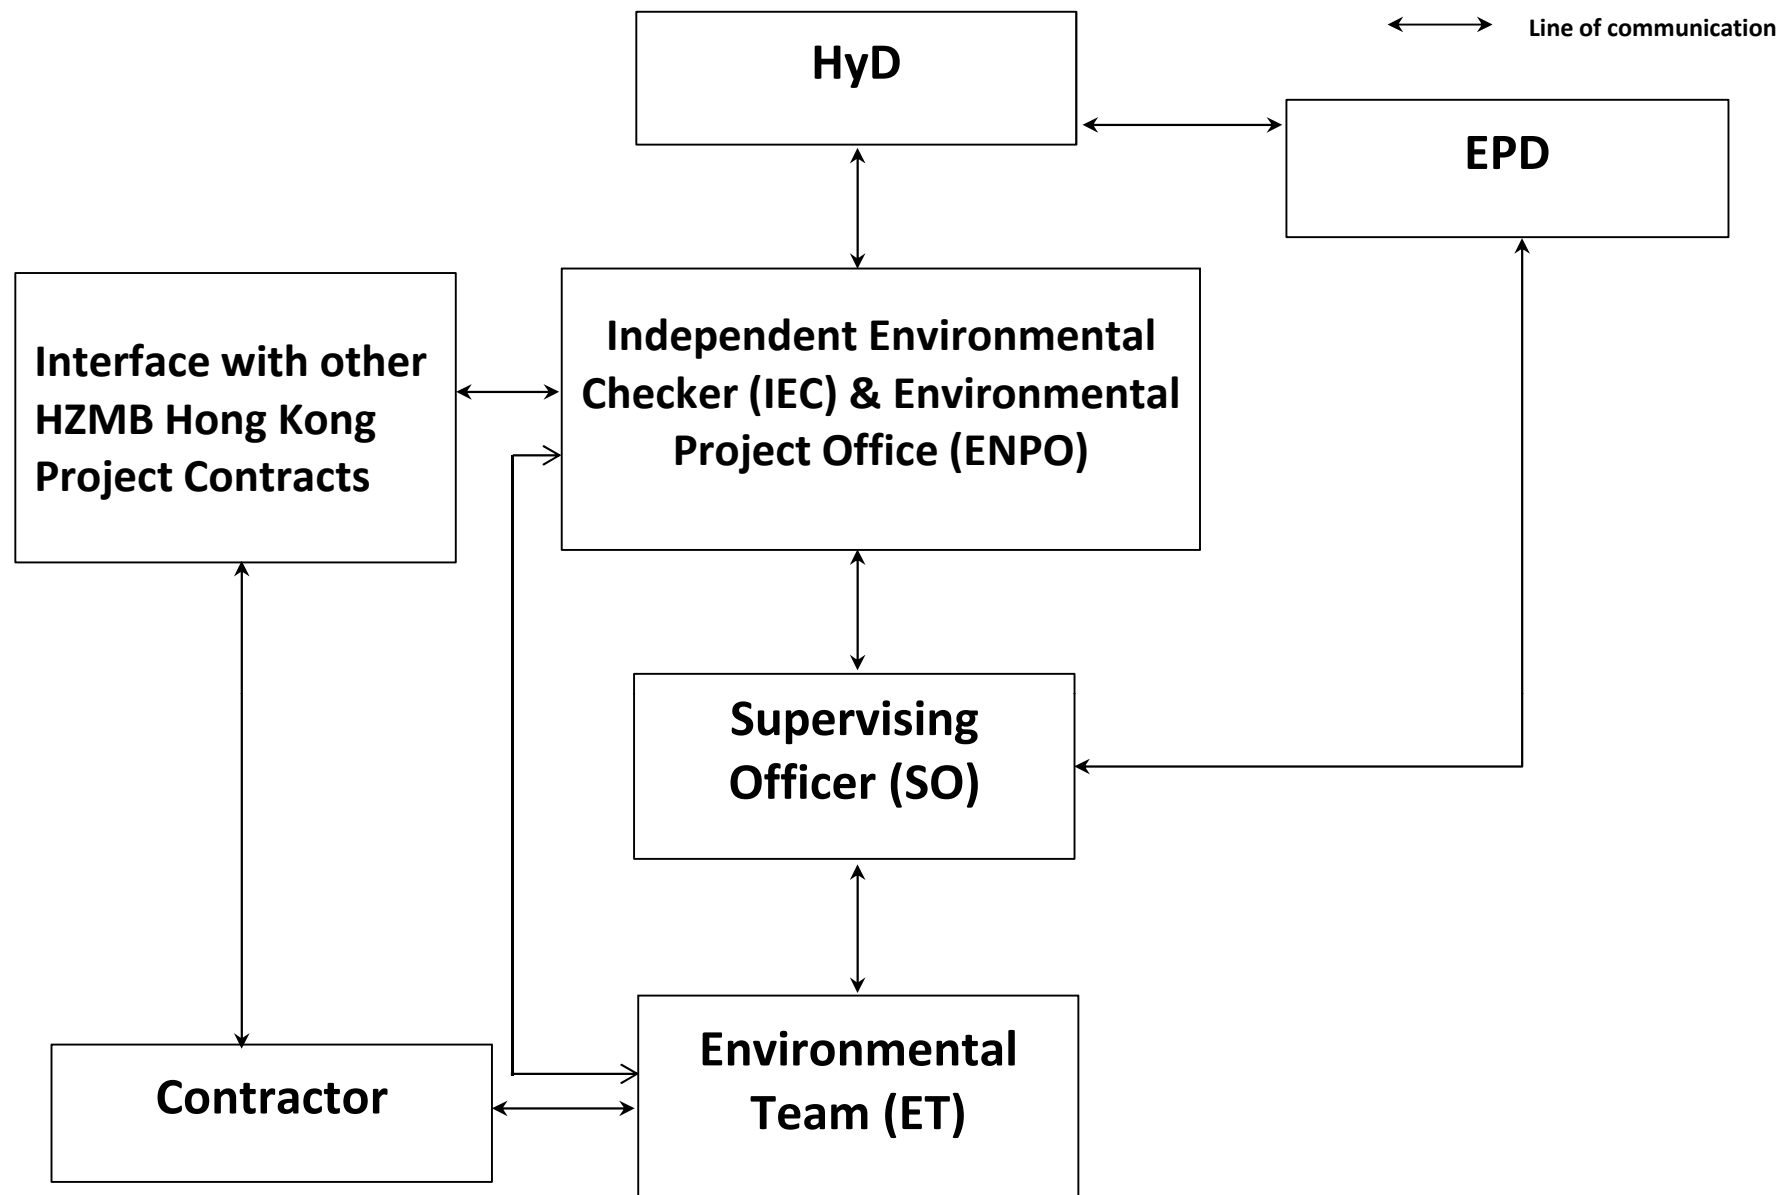 HyD
Line of communication
EPD
Interface with other
HZMB Hong Kong
Project Contracts
Independent Environmental
Checker (IEC) & Environmental
Project Office (ENPO)
Supervising
Officer (SO)
Contractor
Environmental
Team (ET)